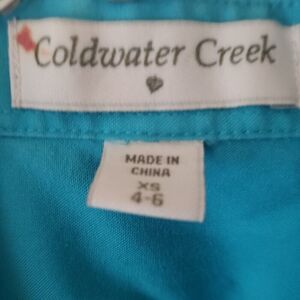 Coldwater Creek
MADE IN
CHINA
XS
4-6